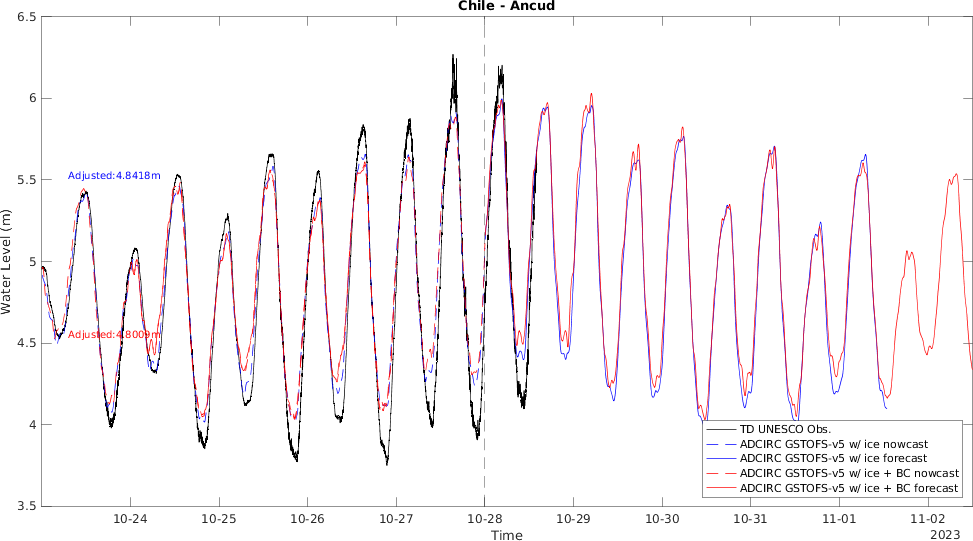 Chile - Ancud
6.5
6
5.5
5
4.5
4
3.5
Water Level (m)
Adjusted:4.8418m
Adjusted:4.8009m
TD UNESCO Obs.
ADCIRC GSTOFS-v5 w/ ice nowcast
ADCIRC GSTOFS-v5 w/ ice forecast
ADCIRC GSTOFS-v5 w/ ice + BC nowcast
ADCIRC GSTOFS-v5 w/ ice + BC forecast
10-24 10-25 10-26 10-27 10-28 10-29 10-30 10-31 11-01 11-02
Time
2023